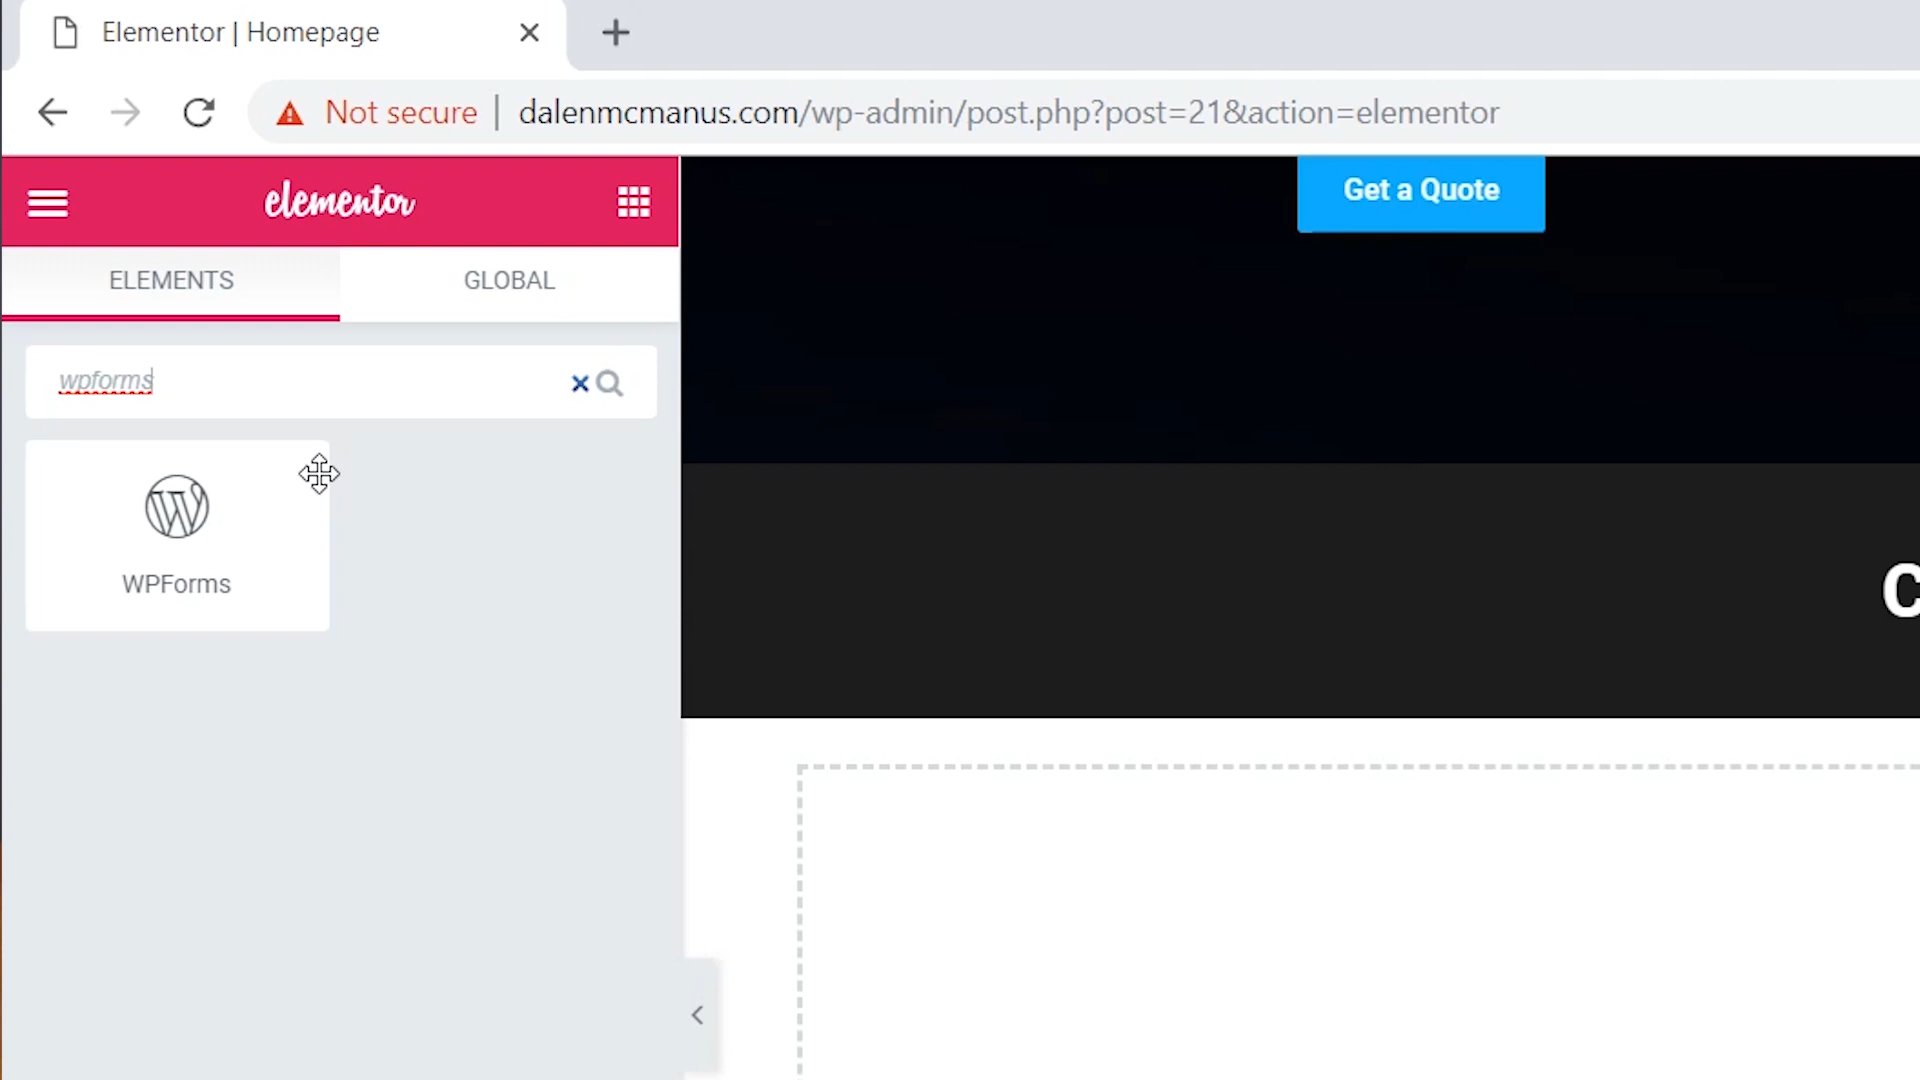 Elementor | Homepage
Not secure | dalenmcmanus.com/wp-admin/post.php?post=21&action=elementor
elementor
Get a Quote
ELEMENTS GLOBAL
wpforms
WPForms
C